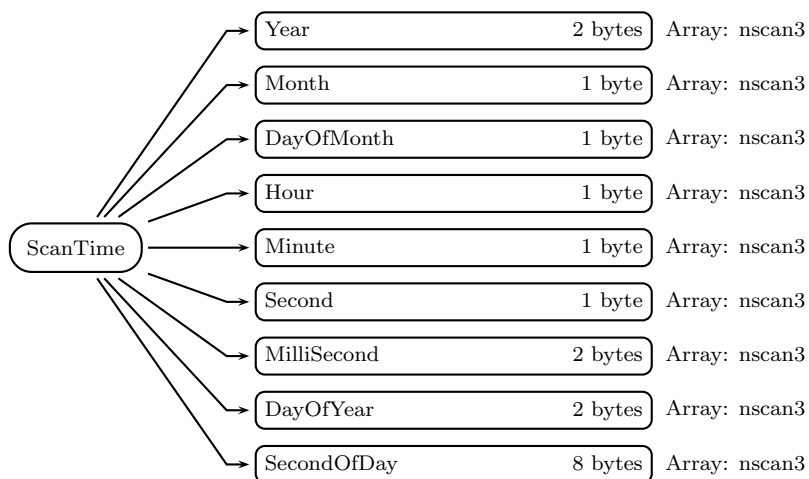 Year 2 bytes Array: nscan3
Month 1 byte Array: nscan3
DayOfMonth 1 byte Array: nscan3
Hour 1 byte Array: nscan3
ScanTime Minute 1 byte Array: nscan3
Second 1 byte Array: nscan3
MilliSecond 2 bytes Array: nscan3
DayOfYear 2 bytes Array: nscan3
SecondOfDay 8 bytes Array: nscan3